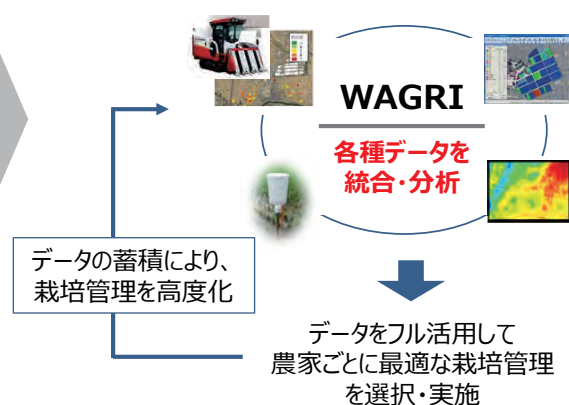 WAGRI
各種データを
統合・分析
データの蓄積により、
栽培管理を高度化
データをフル活用して
農家ごとに最適な栽培管理
を選択・実施